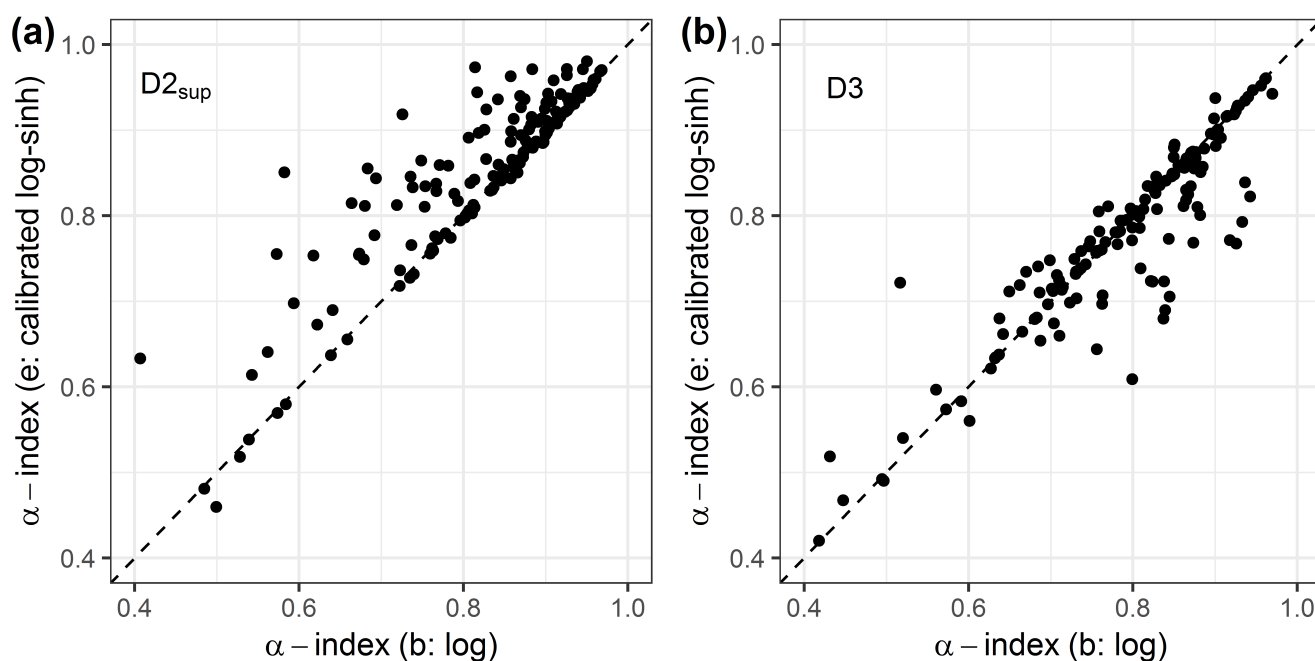 (a)
D2sup
1.0
0.8
0.6
0.4
α − index (e: calibrated log-sinh)
0.4 0.6 0.8 1.0
α − index (b: log)
(b)
D3
1.0
0.8
0.6
0.4
α − index (e: calibrated log-sinh)
0.4 0.6 0.8 1.0
α − index (b: log)